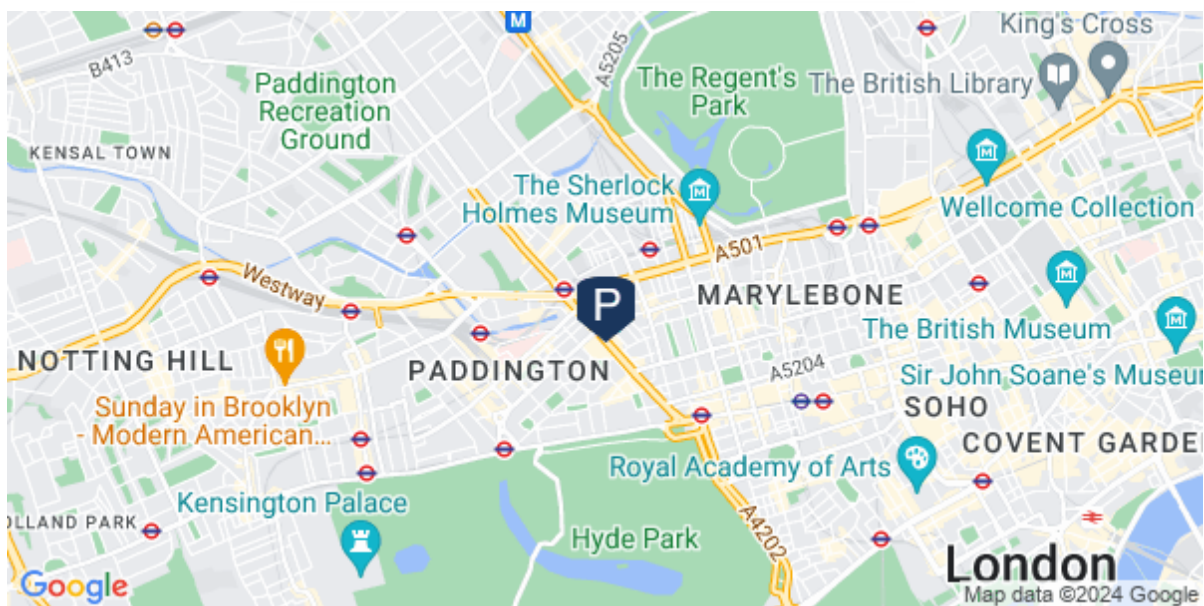 M
King's Cross
B413
A5205
The Regent's
Park
The British Library
Paddington
Recreation
Ground
KENSAL TOWN
The Sherlock
Holmes Museum
Wellcome Collection
A501
Westway
P
MARYLEBONE
The British Museum
NOTTING HILL
PADDINGTON
A5204
Sir John Soane's Museu
Sunday in Brooklyn
- Modern American...
SOHO
COVENT GARDE
Royal Academy of Arts
Kensington Palace
OLLAND PARK
A4202
Hyde Park
London
Google
Map data ©2024 Google